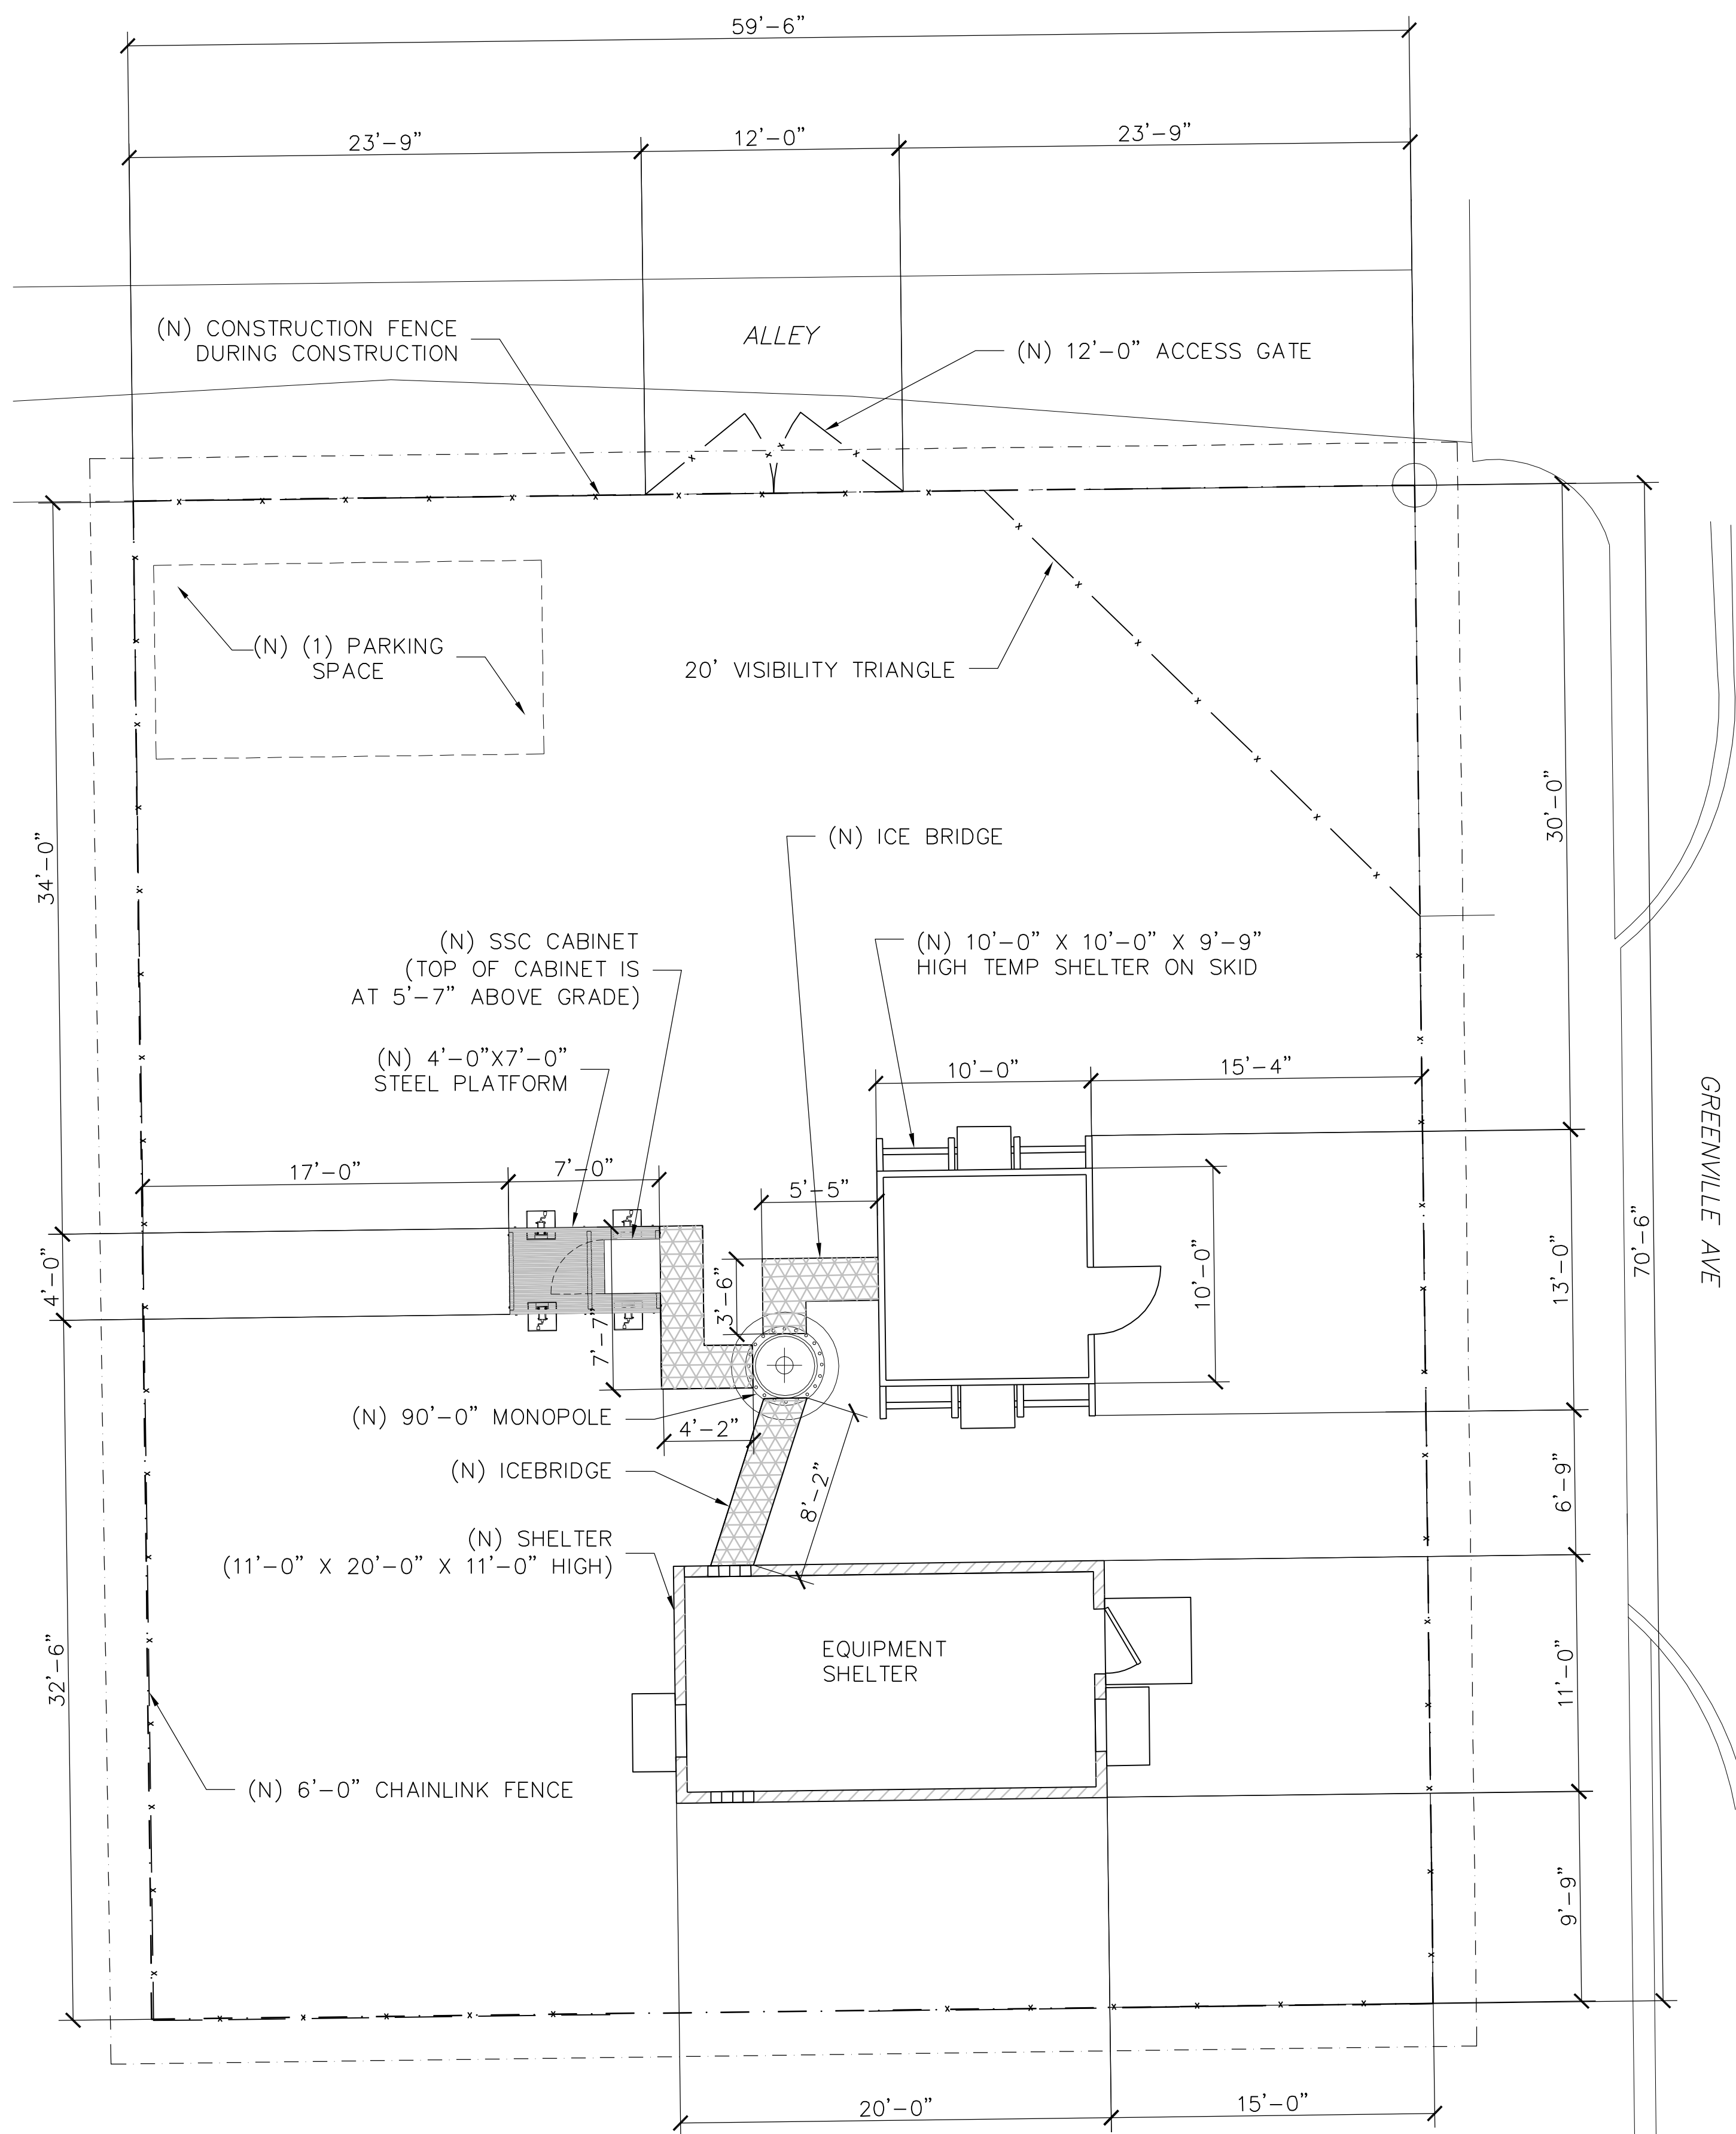 59'-6"
23'-9"
12'-0"
23'-9"
(N) CONSTRUCTION FENCE
DURING CONSTRUCTION
ALLEY
(N) 12'-0" ACCESS GATE
(N) (1) PARKING
SPACE
20' VISIBILITY TRIANGLE
34'-0"
30'-0"
(N) ICE BRIDGE
(N) SSC CABINET
(TOP OF CABINET IS
AT 5'-7" ABOVE GRADE)
(N) 10'-0" X 10'-0" X 9'-9"
HIGH TEMP SHELTER ON SKID
(N) 4'-0"X7'-0"
STEEL PLATFORM
10'-0"
15'-4"
GREENVILLE AVE
17'-0"
7'-0"
5'-5"
70'-6"
4'-0"
3'-6"
10'-0"
13'-0"
7'-7"
(N) 90'-0" MONOPOLE
4'-2"
(N) ICEBRIDGE
8'-2"
6'-9"
(N) SHELTER
(11'-0" X 20'-0" X 11'-0" HIGH)
32'-6"
EQUIPMENT
SHELTER
11'-0"
(N) 6'-0" CHAINLINK FENCE
9'-9"
20'-0"
15'-0"